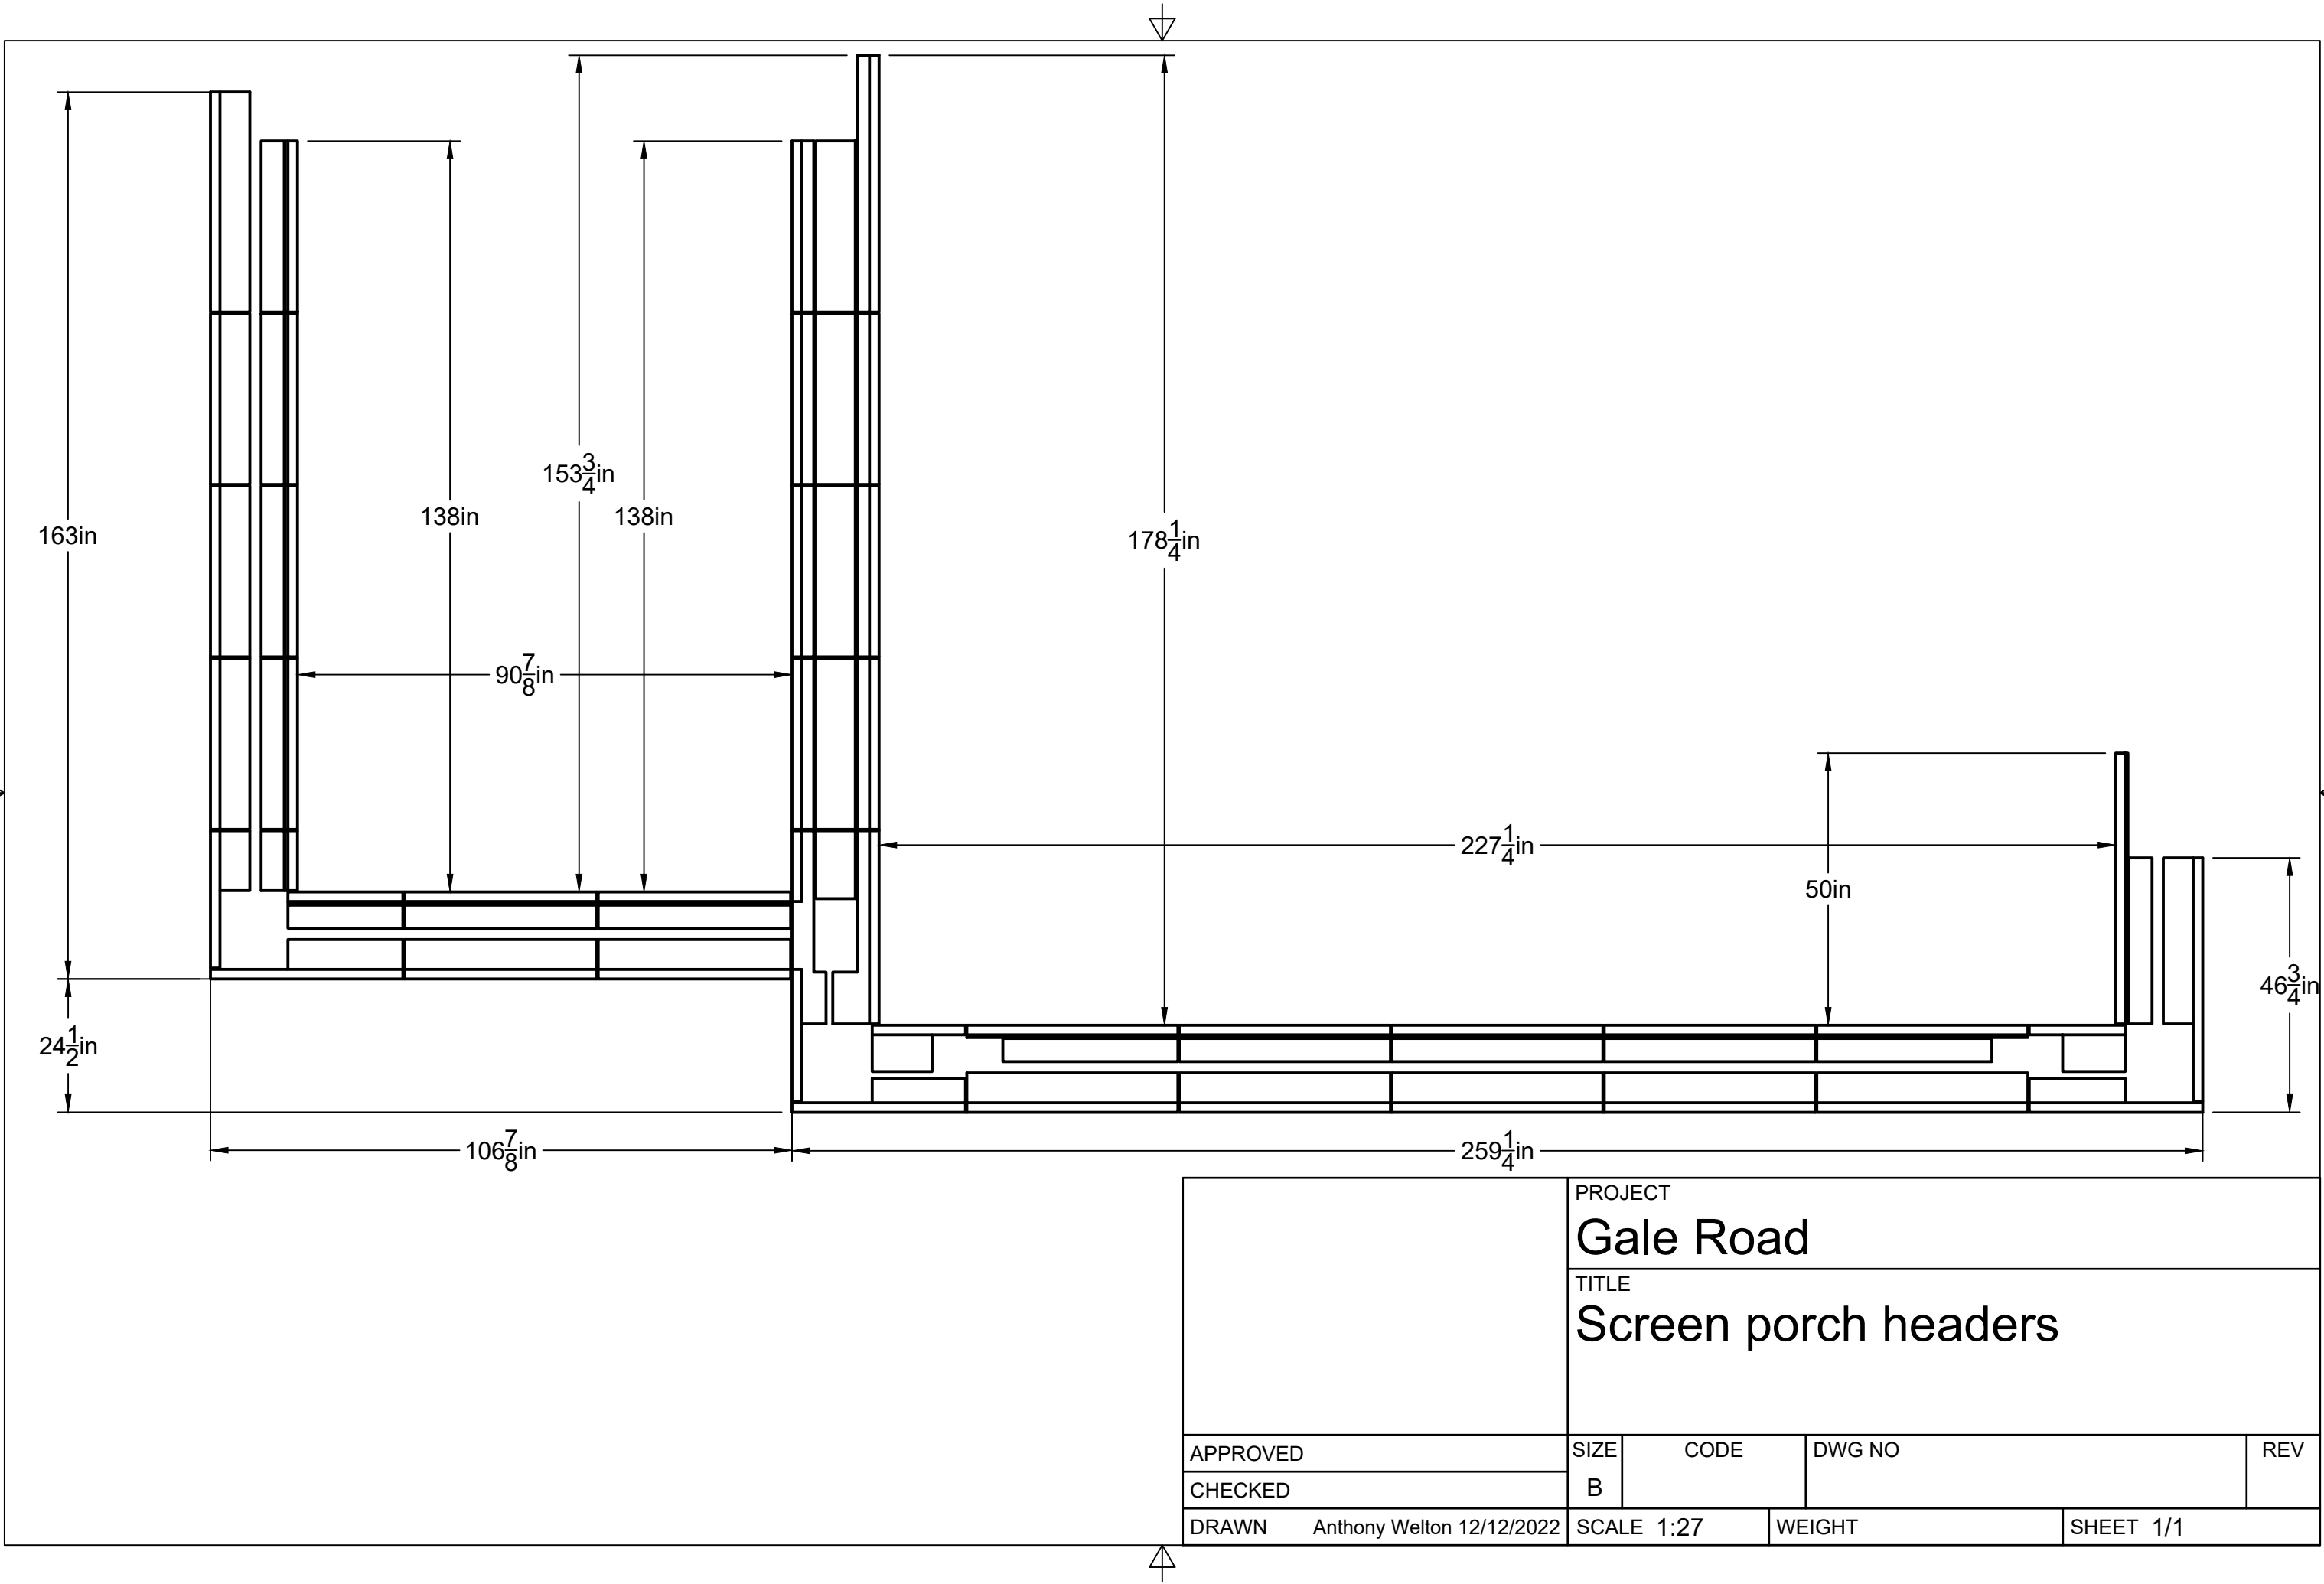 153 3/4in
138in
138in
163in
178 1/4in
90 7/8in
227 1/4in
50in
46 3/4in
24 1/2in
106 7/8in
259 1/4in
PROJECT
Gale Road
TITLE
Screen porch headers
APPROVED
SIZE CODE DWG NO REV
CHECKED
B
DRAWN Anthony Welton 12/12/2022 SCALE 1:27 WEIGHT SHEET 1/1